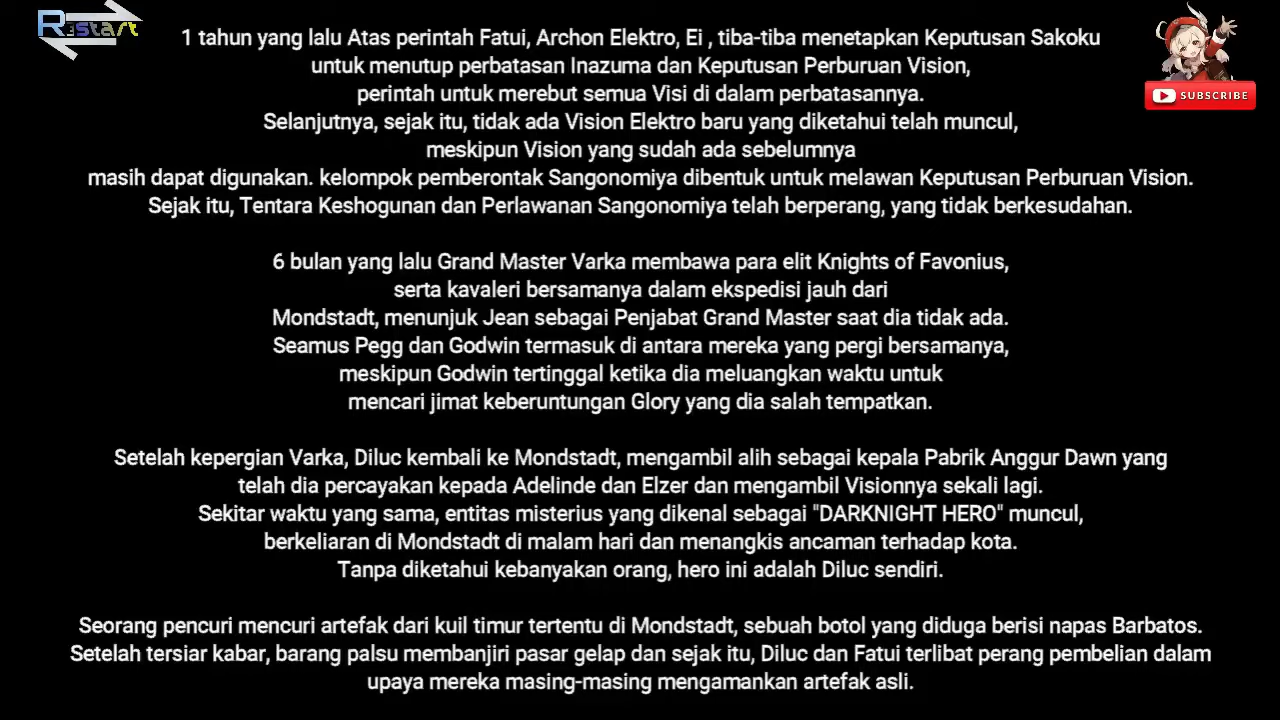 Restart
SUBSCRIBE
1 tahun yang lalu Atas perintah Fatui, Archon Elektro, Ei , tiba-tiba menetapkan Keputusan Sakoku
untuk menutup perbatasan Inazuma dan Keputusan Perburuan Vision,
perintah untuk merebut semua Visi di dalam perbatasannya.
Selanjutnya, sejak itu, tidak ada Vision Elektro baru yang diketahui telah muncul,
meskipun Vision yang sudah ada sebelumnya
masih dapat digunakan. kelompok pemberontak Sangonomiya dibentuk untuk melawan Keputusan Perburuan Vision.
Sejak itu, Tentara Keshogunan dan Perlawanan Sangonomiya telah berperang, yang tidak berkesudahan.
6 bulan yang lalu Grand Master Varka membawa para elit Knights of Favonius,
serta kavaleri bersamanya dalam ekspedisi jauh dari
Mondstadt, menunjuk Jean sebagai Penjabat Grand Master saat dia tidak ada.
Seamus Pegg dan Godwin termasuk di antara mereka yang pergi bersamanya,
meskipun Godwin tertinggal ketika dia meluangkan waktu untuk
mencari jimat keberuntungan Glory yang dia salah tempatkan.
Setelah kepergian Varka, Diluc kembali ke Mondstadt, mengambil alih sebagai kepala Pabrik Anggur Dawn yang
telah dia percayakan kepada Adelinde dan Elzer dan mengambil Visionnya sekali lagi.
Sekitar waktu yang sama, entitas misterius yang dikenal sebagai "DARKNIGHT HERO" muncul,
berkeliaran di Mondstadt di malam hari dan menangkis ancaman terhadap kota.
Tanpa diketahui kebanyakan orang, hero ini adalah Diluc sendiri.
Seorang pencuri mencuri artefak dari kuil timur tertentu di Mondstadt, sebuah botol yang diduga berisi napas Barbatos.
Setelah tersiar kabar, barang palsu membanjiri pasar gelap dan sejak itu, Diluc dan Fatui terlibat perang pembelian dalam
upaya mereka masing-masing mengamankan artefak asli.